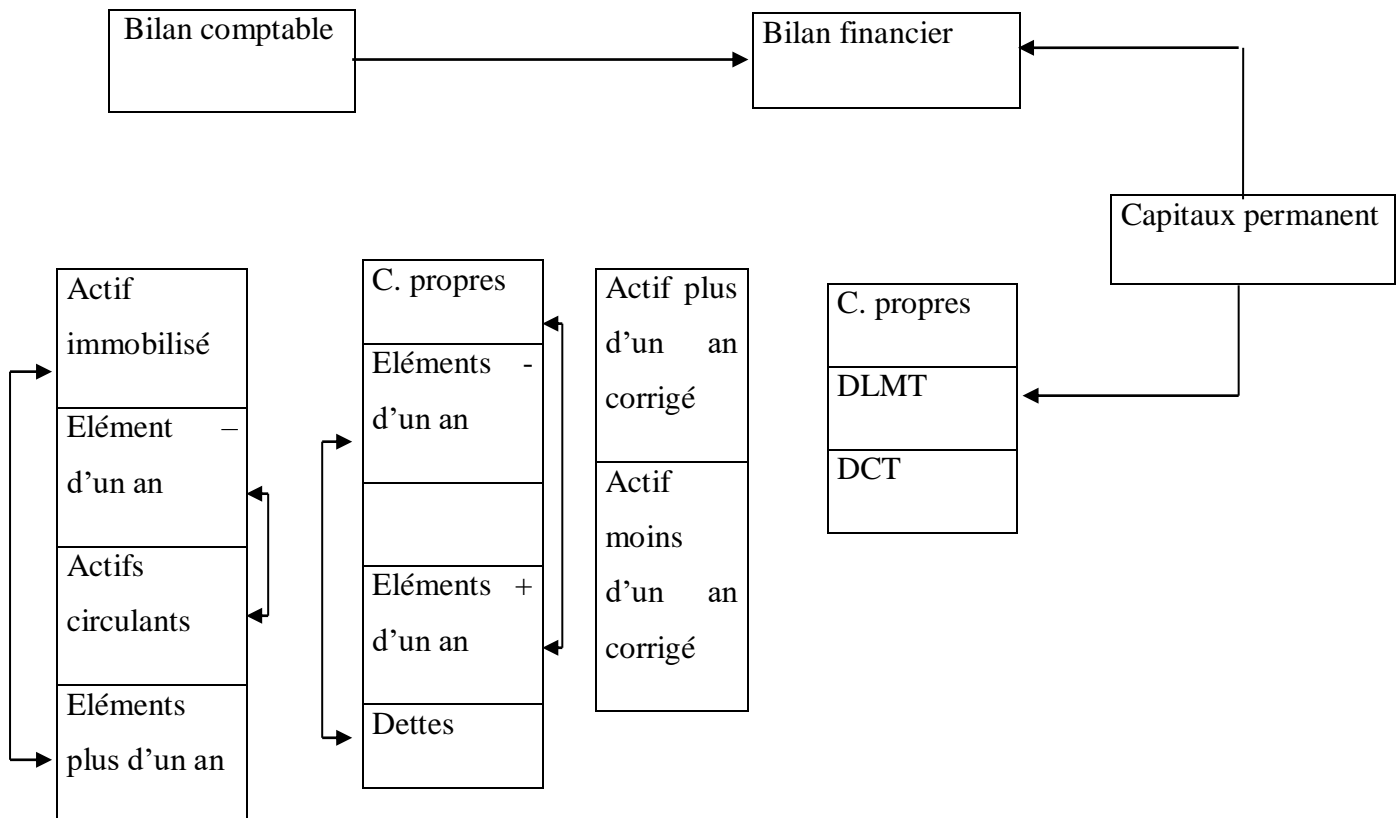 Bilan comptable
Bilan financier
Capitaux permanent
Actif
immobilisé
Elément –
d’un an
Actifs
circulants
Eléments
plus d’un an
C. propres
Eléments -
d’un an
Eléments +
d’un an
Dettes
Actif plus
d’un an
corrigé
Actif
moins
d’un an
corrigé
C. propres
DLMT
DCT